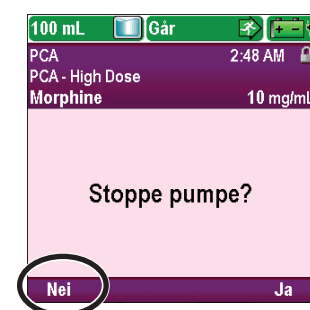 100 mL Går
PCA 2:48 AM
PCA - High Dose
Morphine 10 mg/mL
Stoppe pumpe?
Nei Ja